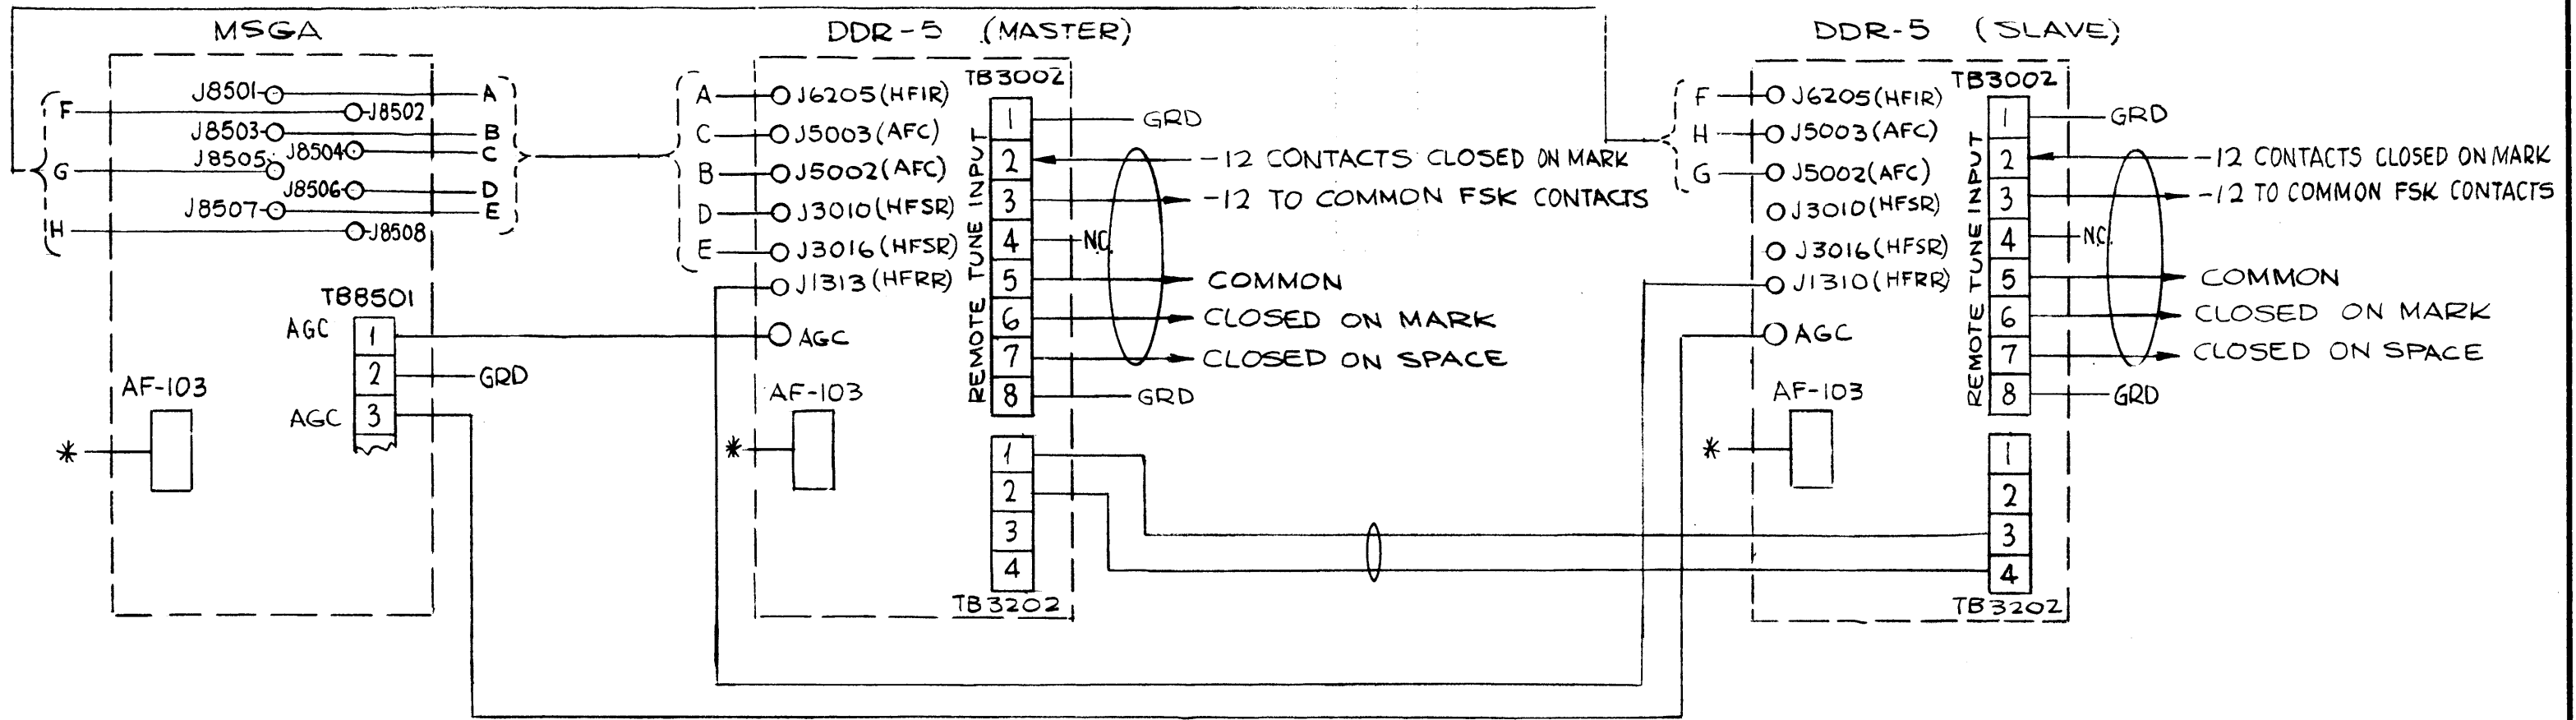 MSGA
J8501
A
F
J8502
J8503
B
J8504
C
J8505
G
J8506
D
J8507
E
H
J8508
TB8501
AGC
1
2
GRD
AGC
3
AF-103
*
DDR-5 (MASTER)
A
J6205(HFIR)
C
J5003(AFC)
B
J5002(AFC)
D
J3010(HFSR)
E
J3016(HFSR)
J1313(HFRR)
AGC
AF-103
*
TB3002
REMOTE TUNE INPUT
1
GRD
2
-12 CONTACTS CLOSED ON MARK
3
-12 TO COMMON FSK CONTACTS
4
N.C.
5
COMMON
6
CLOSED ON MARK
7
CLOSED ON SPACE
8
GRD
1
2
3
4
TB3202
DDR-5 (SLAVE)
F
J6205(HFIR)
H
J5003(AFC)
G
J5002(AFC)
J3010(HFSR)
J3016(HFSR)
J1310(HFRR)
AGC
AF-103
*
TB3002
REMOTE TUNE INPUT
1
GRD
2
-12 CONTACTS CLOSED ON MARK
3
-12 TO COMMON FSK CONTACTS
4
N.C.
5
COMMON
6
CLOSED ON MARK
7
CLOSED ON SPACE
8
GRD
1
2
3
4
TB3202